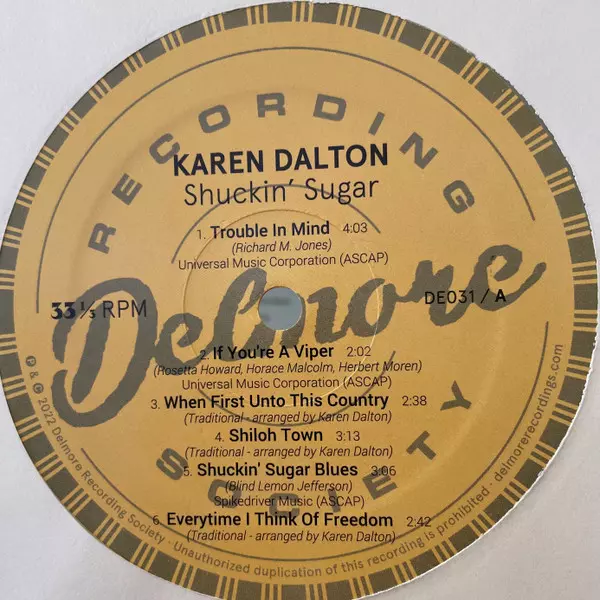 RECORDING
KAREN DALTON
Shuckin' Sugar
1. Trouble In Mind 4:03
(Richard M. Jones)
Universal Music Corporation (ASCAP)
Delmore
33 1/3 RPM
DE031 / A
2. If You're A Viper 2:02
(Rosetta Howard, Horace Malcolm, Herbert Moren)
Universal Music Corporation (ASCAP)
3. When First Unto This Country 2:38
(Traditional - arranged by Karen Dalton)
4. Shiloh Town 3:13
(Traditional - arranged by Karen Dalton)
5. Shuckin' Sugar Blues 3:06
(Blind Lemon Jefferson)
Spikedriver Music (ASCAP)
6. Everytime I Think Of Freedom 2:42
(Traditional - arranged by Karen Dalton)
SOCIETY
℗ & © 2022 Delmore Recording Society · Unauthorized duplication of this recording is prohibited · delmorerecordings.com